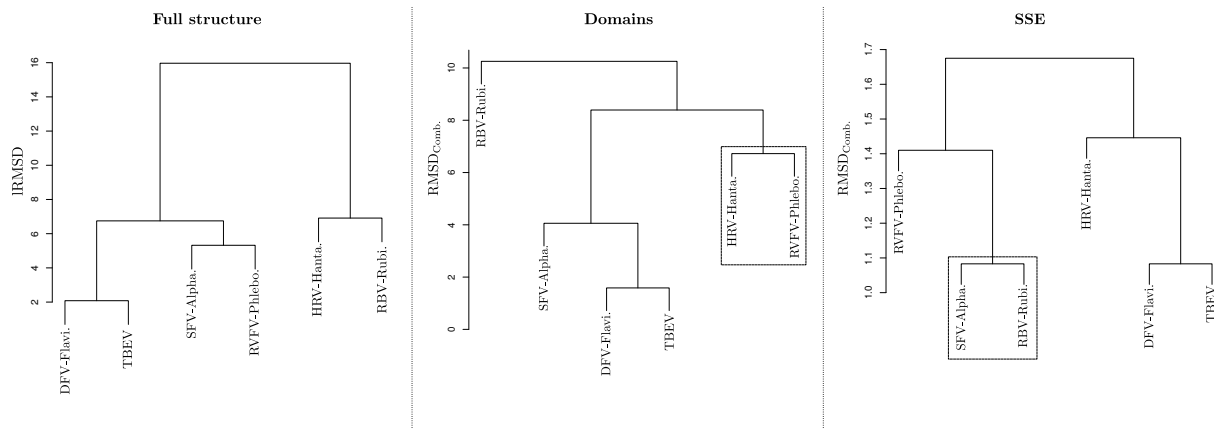 Full structure
lRMSD
16
14
12
10
8
6
4
2
DFV-Flavi.
TBEV
SFV-Alpha.
RVFV-Phlebo.
HRV-Hanta.
RBV-Rubi.
Domains
RMSDComb.
10
8
6
4
2
0
RBV-Rubi.
SFV-Alpha.
DFV-Flavi.
TBEV
HRV-Hanta.
RVFV-Phlebo.
SSE
RMSDComb.
1.7
1.6
1.5
1.4
1.3
1.2
1.1
1.0
RVFV-Phlebo.
SFV-Alpha.
RBV-Rubi.
HRV-Hanta.
DFV-Flavi.
TBEV